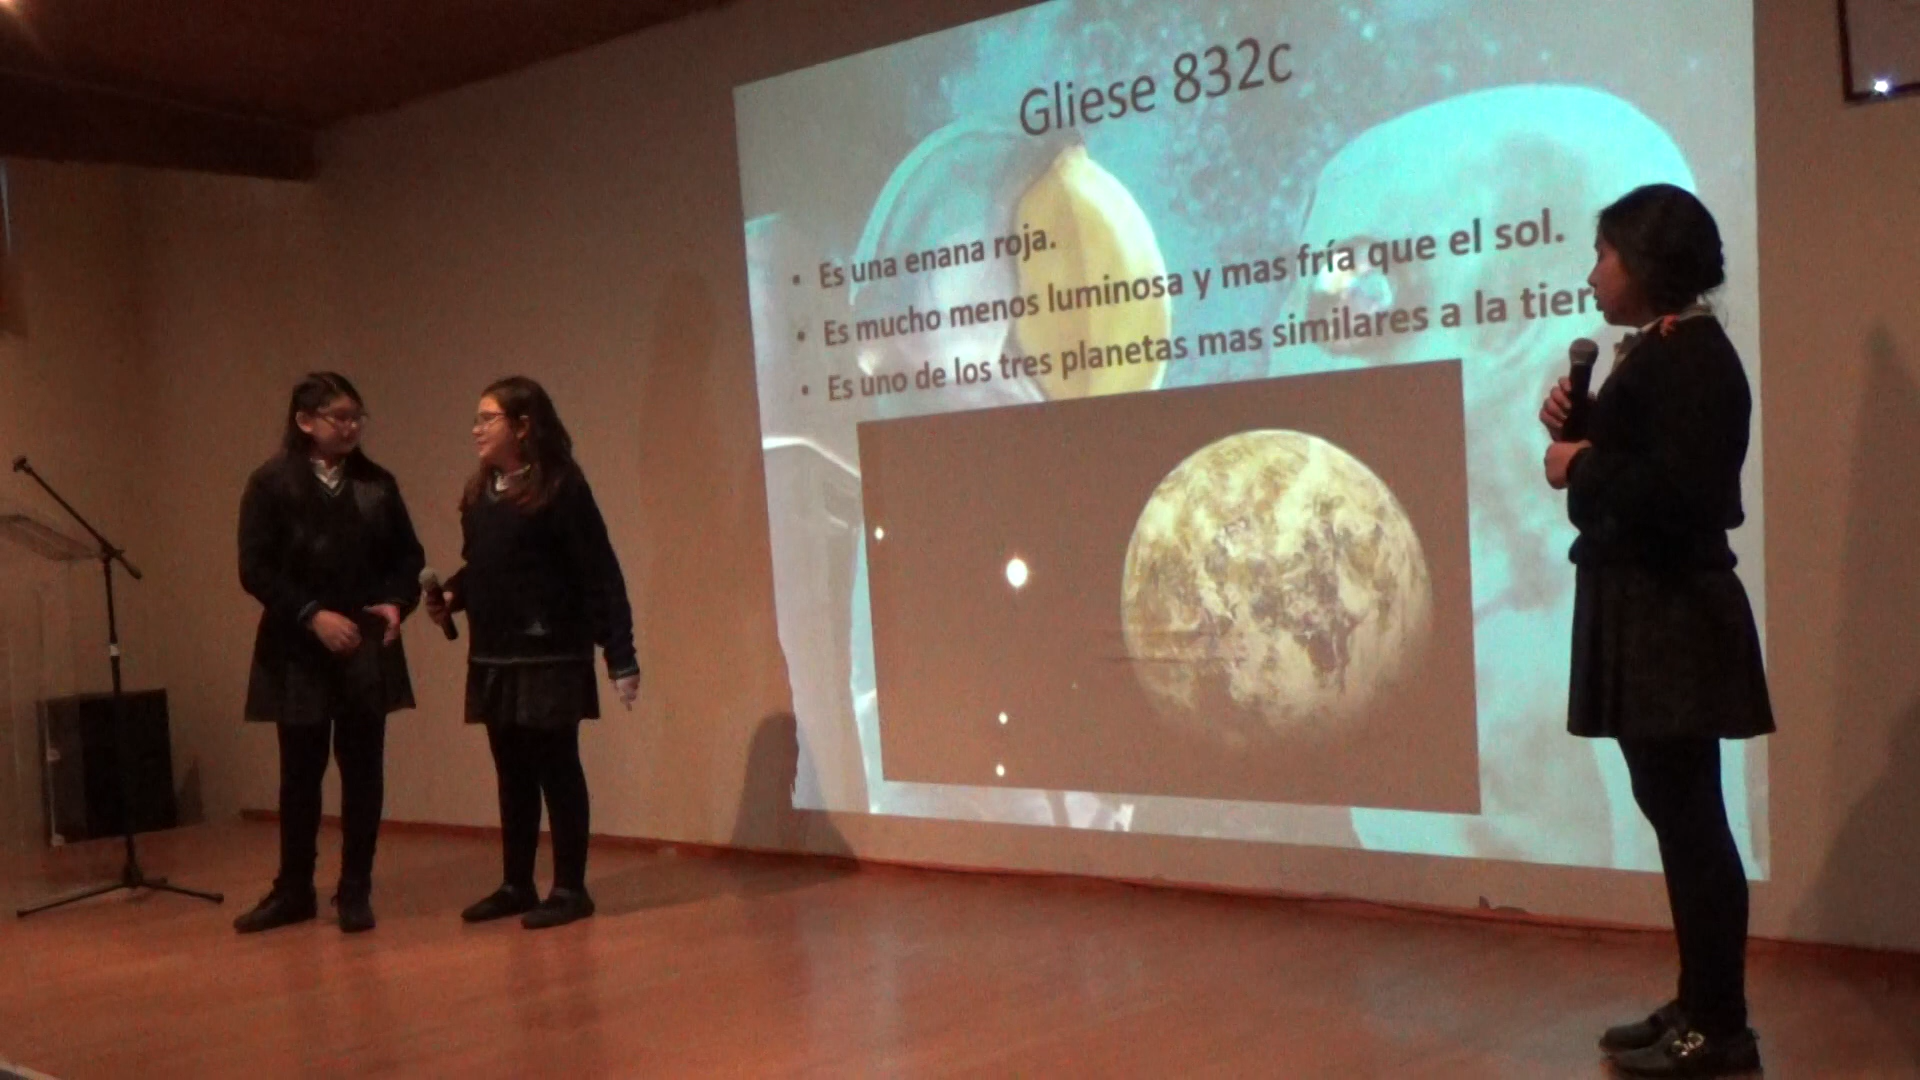 Gliese 832c
• Es una enana roja.
• Es mucho menos luminosa y mas fría que el sol.
• Es uno de los tres planetas mas similares a la